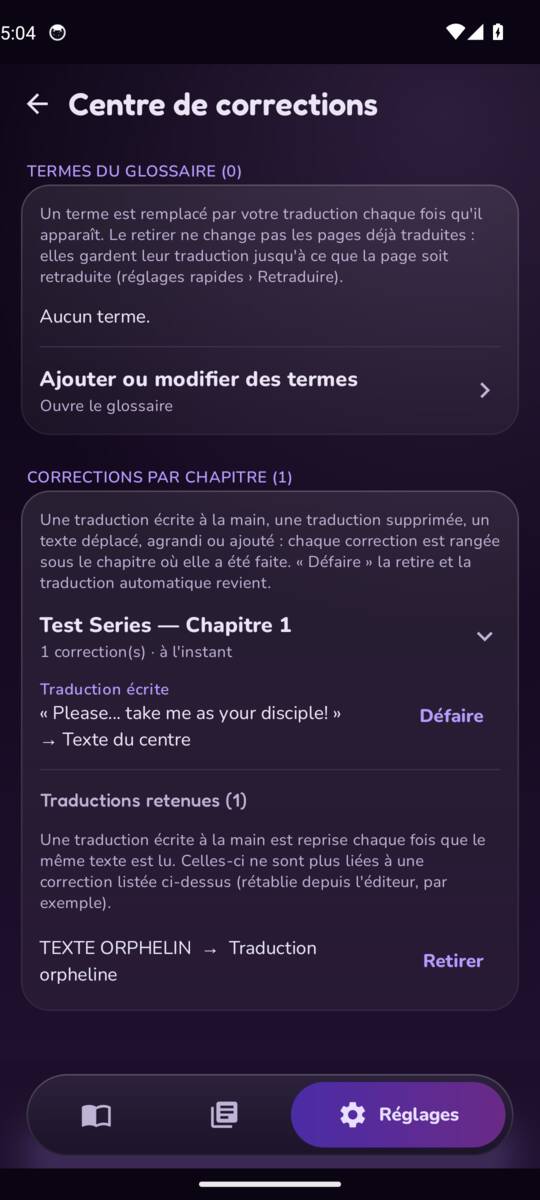 5:04
Centre de corrections
TERMES DU GLOSSAIRE (0)
Un terme est remplacé par votre traduction chaque fois qu'il
apparaît. Le retirer ne change pas les pages déjà traduites :
elles gardent leur traduction jusqu'à ce que la page soit
retraduite (réglages rapides › Retraduire).
Aucun terme.
Ajouter ou modifier des termes
Ouvre le glossaire
CORRECTIONS PAR CHAPITRE (1)
Une traduction écrite à la main, une traduction supprimée, un
texte déplacé, agrandi ou ajouté : chaque correction est rangée
sous le chapitre où elle a été faite. « Défaire » la retire et la
traduction automatique revient.
Test Series — Chapitre 1
1 correction(s) · à l'instant
Traduction écrite
« Please... take me as your disciple! »
→ Texte du centre
Défaire
Traductions retenues (1)
Une traduction écrite à la main est reprise chaque fois que le
même texte est lu. Celles-ci ne sont plus liées à une
correction listée ci-dessus (rétablie depuis l'éditeur, par
exemple).
TEXTE ORPHELIN → Traduction
orpheline
Retirer
Réglages